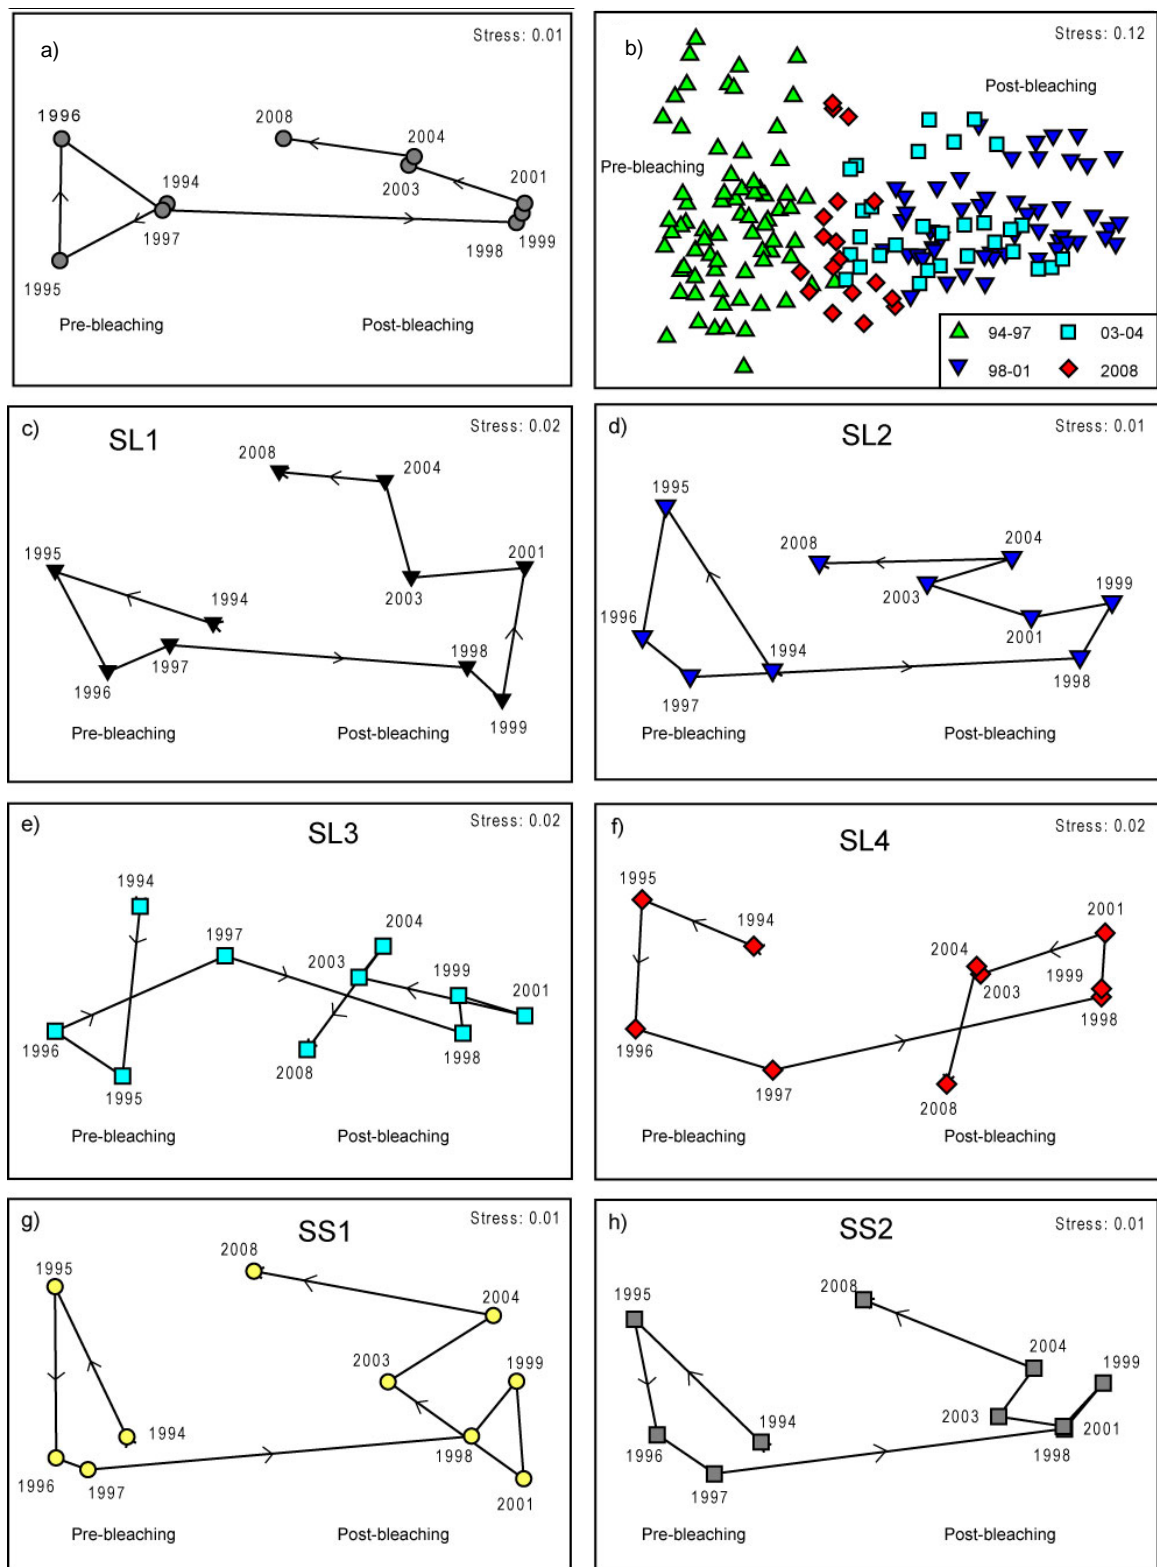 a)
Stress: 0.01
1996
2008
2004
1994
2003
2001
1997
1998
1999
1995
Pre-bleaching
Post-bleaching
b)
Stress: 0.12
Post-bleaching
Pre-bleaching
94-97
03-04
98-01
2008
c)
SL1
Stress: 0.02
2008
2004
1995
2001
1994
2003
1997
1998
1996
1999
Pre-bleaching
Post-bleaching
d)
SL2
Stress: 0.01
1995
2004
2008
1999
2003
1996
2001
1994
1998
1997
Pre-bleaching
Post-bleaching
e)
SL3
Stress: 0.02
1994
2004
1997
2003
1999
2001
1996
1998
2008
1995
Pre-bleaching
Post-bleaching
f)
SL4
Stress: 0.02
1995
1994
2001
2004
1999
2003
1998
1996
1997
2008
Pre-bleaching
Post-bleaching
g)
SS1
Stress: 0.01
2008
1995
2004
1999
2003
1994
1998
1996
1997
2001
Pre-bleaching
Post-bleaching
h)
SS2
Stress: 0.01
2008
1995
2004
1999
2003
1994
2001
1996
1998
1997
Pre-bleaching
Post-bleaching